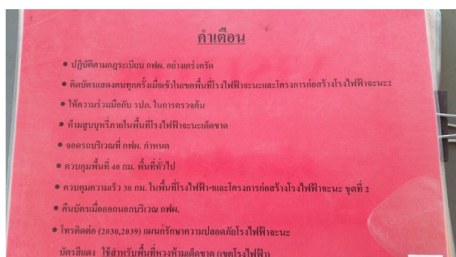 คำเตือน
● ปฏิบัติตามกฎระเบียบ กฟผ. อย่างเคร่งครัด
● ติดบัตรแสดงตนทุกครั้งเมื่อเข้าในเขตพื้นที่โรงไฟฟ้าจะนะและโครงการก่อสร้างโรงไฟฟ้าจะนะ2
● ให้ความร่วมมือกับ รปภ. ในการตรวจค้น
● ห้ามสูบบุหรี่ภายในพื้นที่โรงไฟฟ้าจะนะเด็ดขาด
● จอดรถบริเวณที่ กฟผ. กำหนด
● ควบคุมพื้นที่ 40 กม. พื้นที่ทั่วไป
● ควบคุมความเร็ว 30 กม. ในพื้นที่โรงไฟฟ้าฯและโครงการก่อสร้างโรงไฟฟ้าจะนะ ชุดที่ 2
● คืนบัตรเมื่อออกนอกบริเวณ กฟผ.
● โทรติดต่อ (2030,2039) แผนกรักษาความปลอดภัยโรงไฟฟ้าจะนะ
บัตรสีแดง ใช้สำหรับพื้นที่หวงห้ามเด็ดขาด (เขตโรงไฟฟ้า)